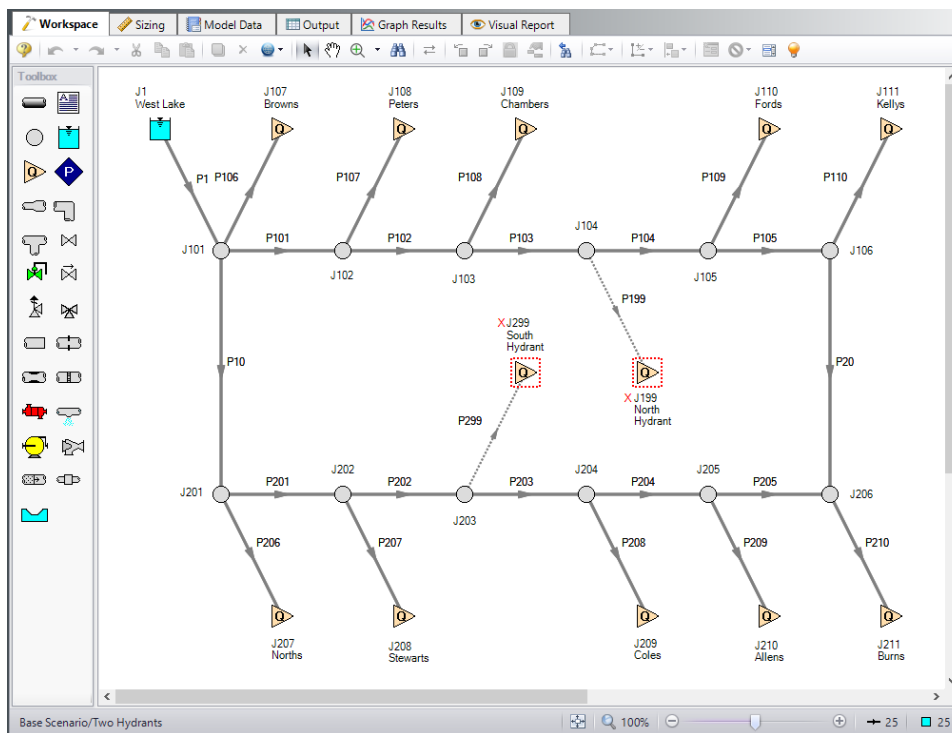 Workspace Sizing Model Data Output Graph Results Visual Report
Toolbox
A
Q P
J1
West Lake
J107
Browns
J108
Peters
J109
Chambers
J110
Fords
J111
Kellys
Q Q Q Q Q
P1 P106 P107 P108 P109 P110
J101 P101 P102 P103 J104 P104 P105 J106
J102 J103 J105
P199
X J299
South
Hydrant
P10 Q Q P20
X J199
North
Hydrant
P299
J201 P201 J202 P202 P203 J204 P204 J205 P205 J206
J203
P206 P207 P208 P209 P210
Q Q Q Q Q
J207
Norths
J208
Stewarts
J209
Coles
J210
Allens
J211
Burns
Base Scenario/Two Hydrants 100% 25 25